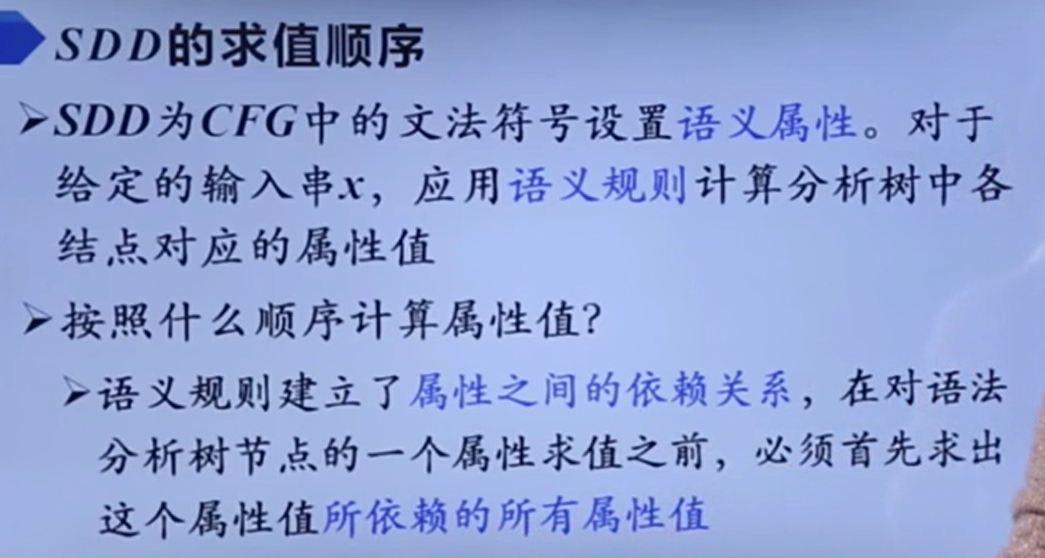 SDD的求值顺序
➢SDD为CFG中的文法符号设置语义属性。对于
给定的输入串x，应用语义规则计算分析树中各
结点对应的属性值
➢按照什么顺序计算属性值？
➢语义规则建立了属性之间的依赖关系，在对语法
分析树节点的一个属性求值之前，必须首先求出
这个属性值所依赖的所有属性值